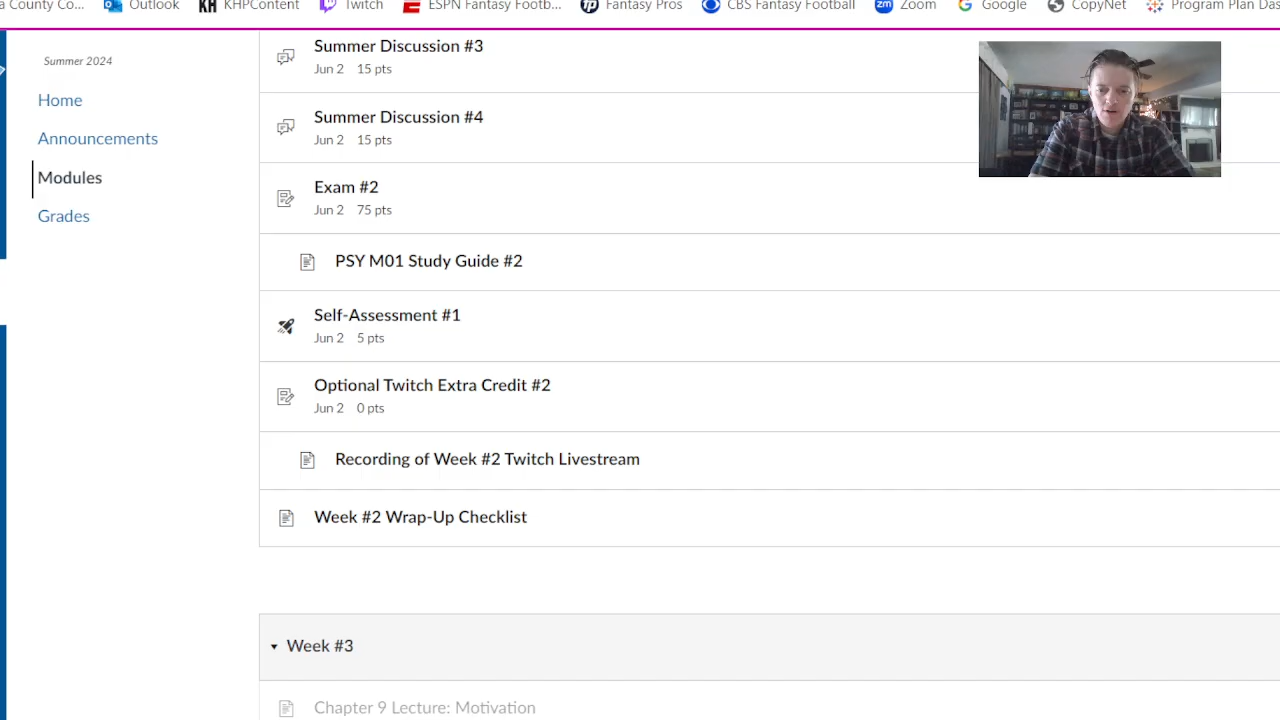 a County Co... Outlook KH KHPContent Twitch ESPN Fantasy Footb... fp Fantasy Pros CBS Fantasy Football zm Zoom G Google CopyNet Program Plan Das
Summer 2024
Home
Announcements
Modules
Grades
Summer Discussion #3
Jun 2 15 pts
Summer Discussion #4
Jun 2 15 pts
Exam #2
Jun 2 75 pts
PSY M01 Study Guide #2
Self-Assessment #1
Jun 2 5 pts
Optional Twitch Extra Credit #2
Jun 2 0 pts
Recording of Week #2 Twitch Livestream
Week #2 Wrap-Up Checklist
Week #3
Chapter 9 Lecture: Motivation